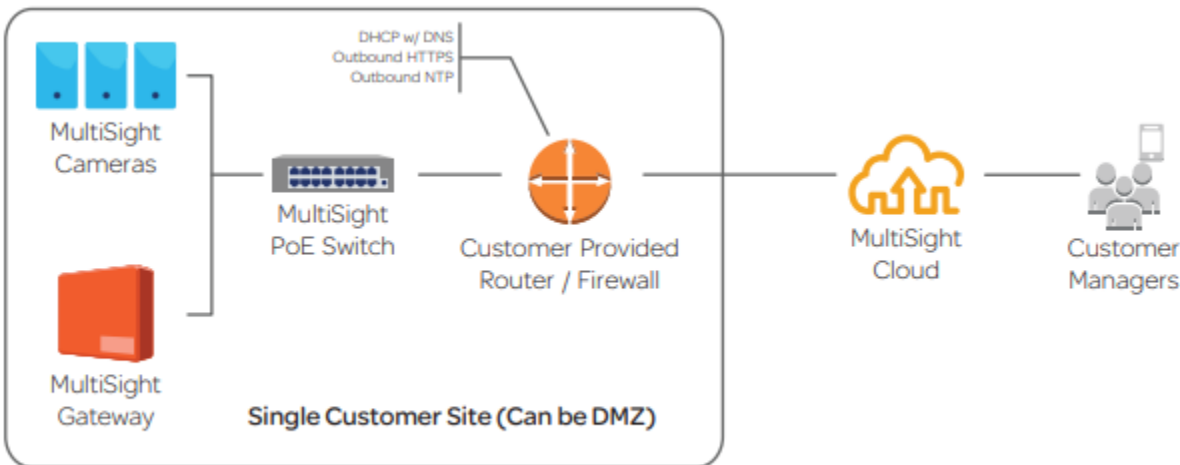 DHCP w/ DNS
Outbound HTTPS
Outbound NTP
MultiSight
Cameras
MultiSight
PoE Switch
Customer Provided
Router / Firewall
MultiSight
Cloud
Customer
Managers
MultiSight
Gateway
Single Customer Site (Can be DMZ)